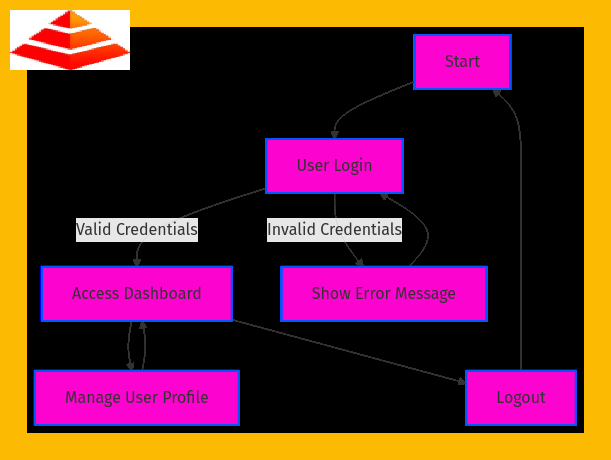 Start
User Login
Valid Credentials
Invalid Credentials
Access Dashboard
Show Error Message
Manage User Profile
Logout